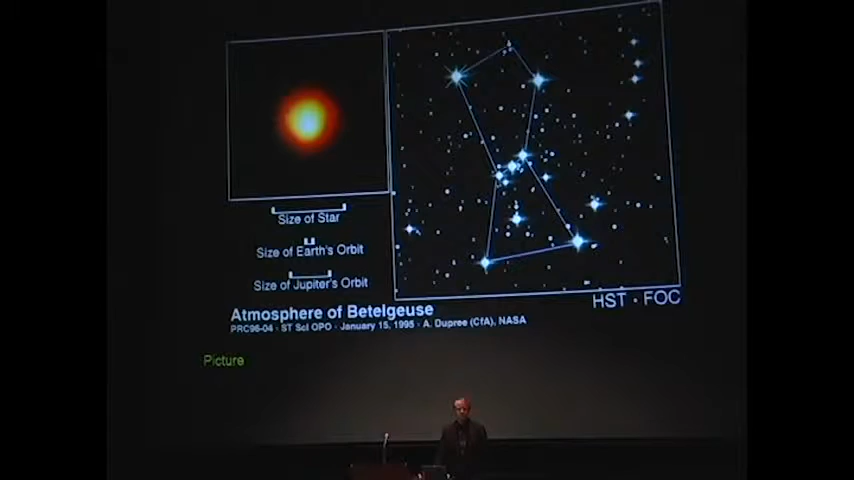 Size of Star
Size of Earth's Orbit
Size of Jupiter's Orbit
HST · FOC
Atmosphere of Betelgeuse
PRC96-04 · ST ScI OPO · January 15, 1995 · A. Dupree (CfA), NASA
Picture